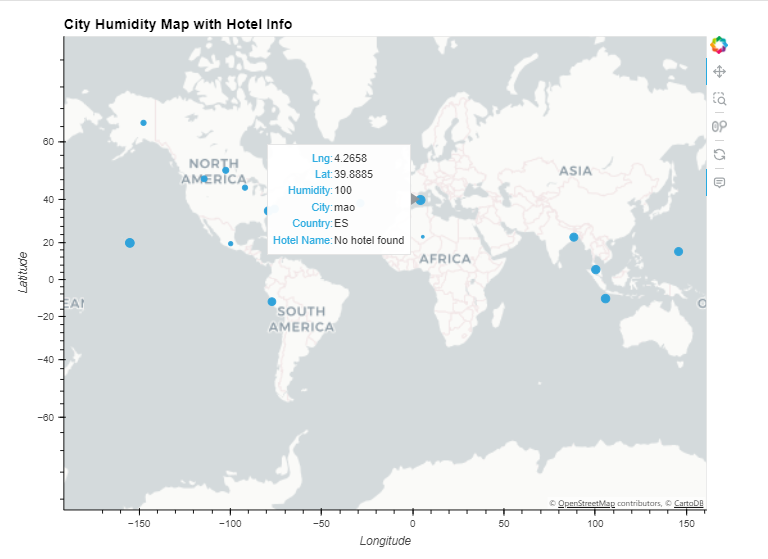 City Humidity Map with Hotel Info
60
40
20
0
−20
−40
−60
Latitude
NORTH
AMERICA
ASIA
AFRICA
SOUTH
AMERICA
Lng: 4.2658
Lat: 39.8885
Humidity: 100
City: mao
Country: ES
Hotel Name: No hotel found
© OpenStreetMap contributors, © CartoDB
−150
−100
−50
0
50
100
150
Longitude